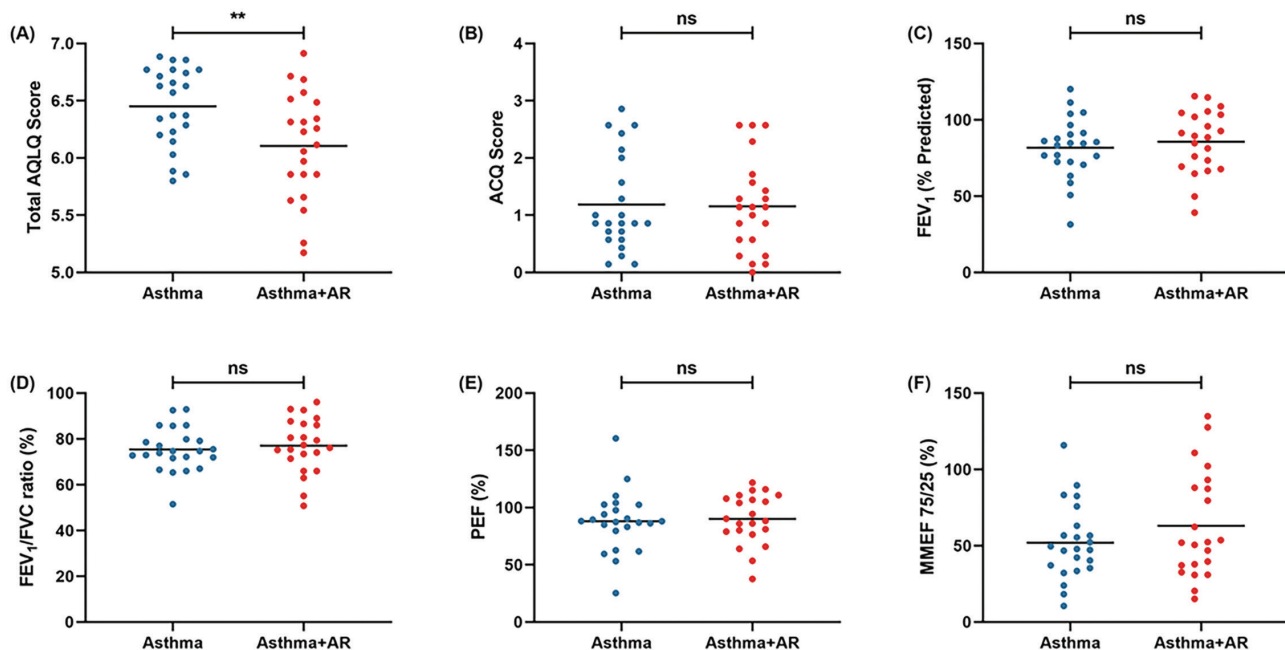 (A)
**
Total AQLQ Score
7.0
6.5
6.0
5.5
5.0
Asthma
Asthma+AR
(B)
ns
ACQ Score
4
3
2
1
0
Asthma
Asthma+AR
(C)
ns
FEV₁ (% Predicted)
150
100
50
0
Asthma
Asthma+AR
(D)
ns
FEV₁/FVC ratio (%)
100
80
60
40
20
0
Asthma
Asthma+AR
(E)
ns
PEF (%)
200
150
100
50
0
Asthma
Asthma+AR
(F)
ns
MMEF 75/25 (%)
150
100
50
0
Asthma
Asthma+AR